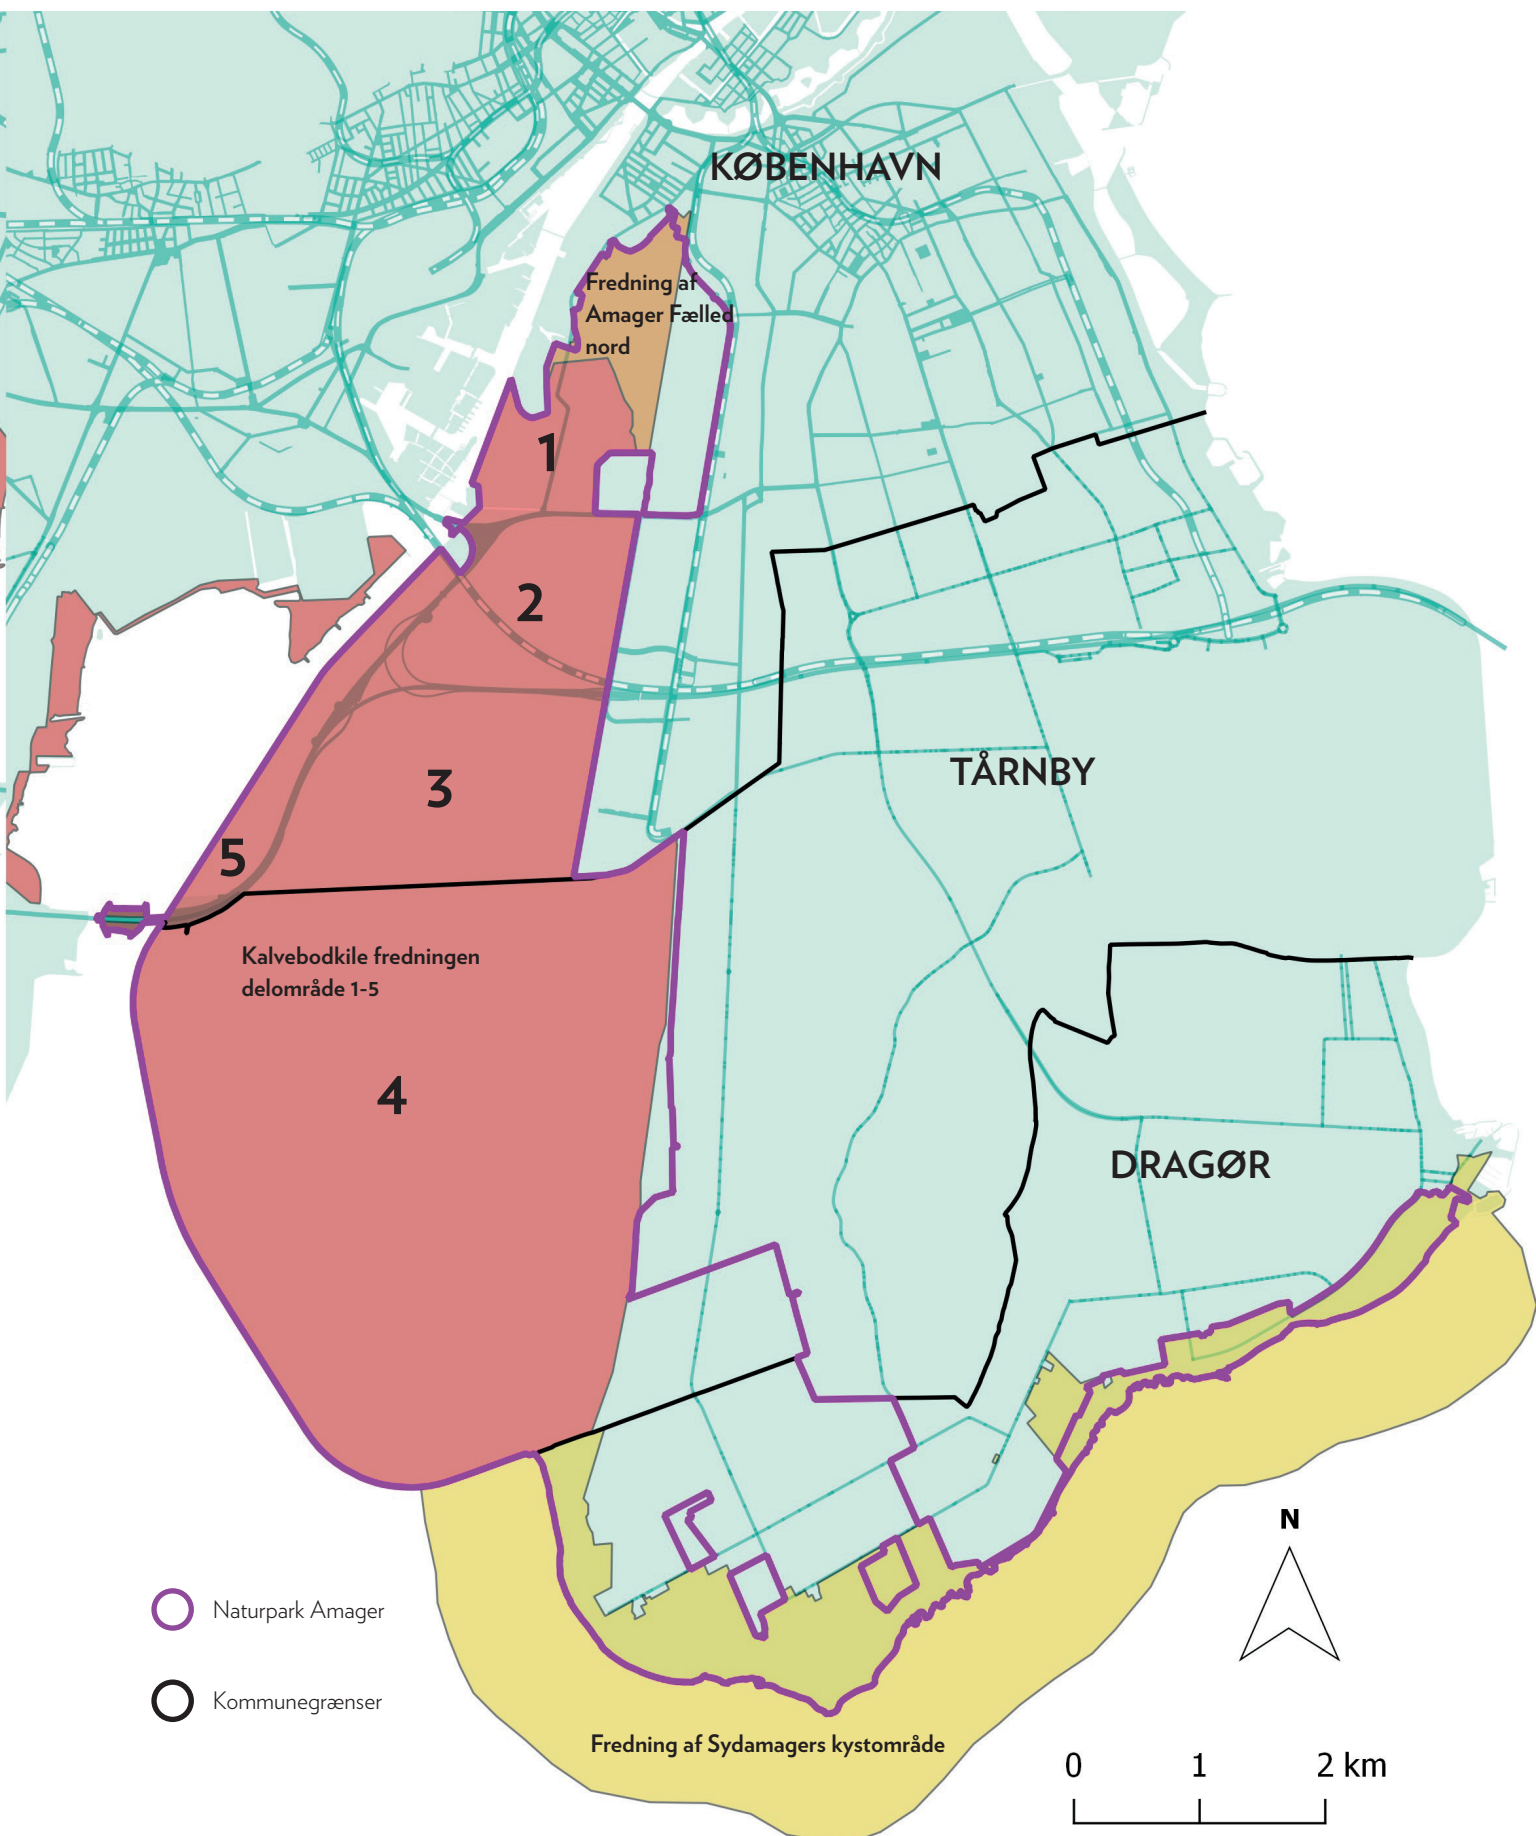 KØBENHAVN
Fredning af
Amager Fælled
nord
1
2
3
5
TÅRNBY
Kalvebodkile fredningen
delområde 1-5
4
DRAGØR
N
Naturpark Amager
Kommunegrænser
Fredning af Sydamagers kystområde
0 1 2 km